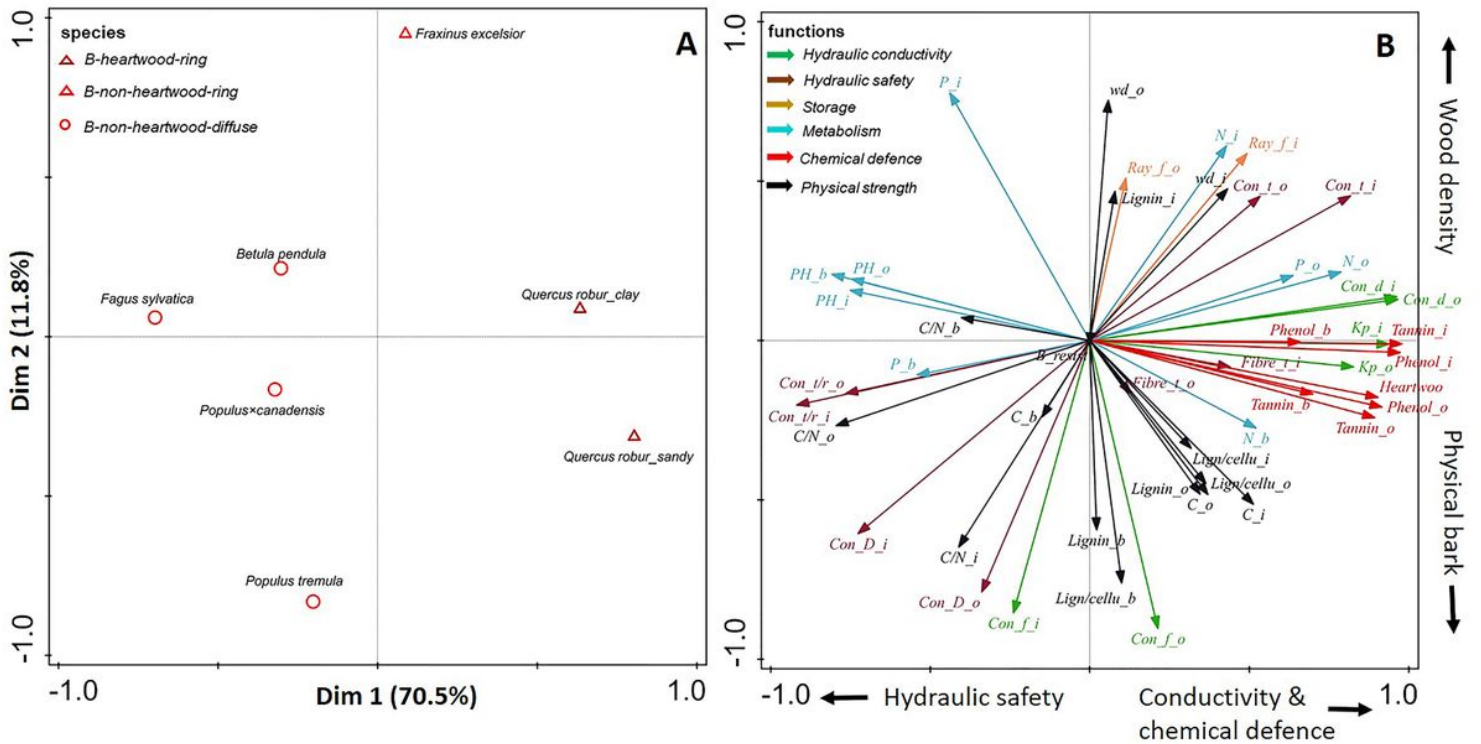 1.0
species
B-heartwood-ring
B-non-heartwood-ring
B-non-heartwood-diffuse
A
Fraxinus excelsior
Betula pendula
Fagus sylvatica
Quercus robur_clay
Populus×canadensis
Quercus robur_sandy
Populus tremula
Dim 2 (11.8%)
-1.0
-1.0
Dim 1 (70.5%)
1.0
1.0
functions
Hydraulic conductivity
Hydraulic safety
Storage
Metabolism
Chemical defence
Physical strength
B
P_i
wd_o
N_i
Ray_f_i
Ray_f_o
wd_i
Lignin_i
Con_t_o
Con_t_i
PH_b
PH_o
PH_i
P_o
N_o
Con_d_i
Con_d_o
C/N_b
Phenol_b
Kp_i
Tannin_i
B_resist
Fibre_t_i
Phenol_i
Kp_o
P_b
Con_t/r_o
Fibre_t_o
Heartwoo
Con_t/r_i
C_b
Tannin_b
Phenol_o
C/N_o
N_b
Tannin_o
Lign/cellu_i
Lignin_o
Lign/cellu_o
C_o
C_i
Con_D_i
C/N_i
Lignin_b
Con_D_o
Lign/cellu_b
Con_f_i
Con_f_o
-1.0
-1.0
Hydraulic safety
Conductivity &
chemical defence
1.0
Wood density
Physical bark